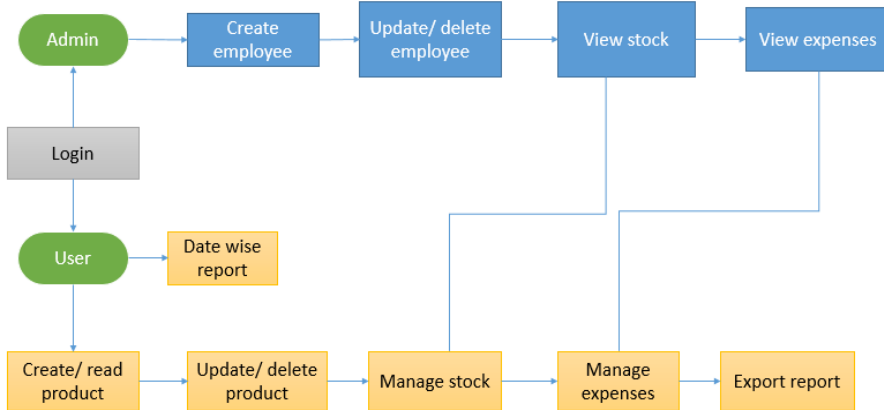 Admin
Create
employee
Update/ delete
employee
View stock
View expenses
Login
User
Date wise
report
Create/ read
product
Update/ delete
product
Manage stock
Manage
expenses
Export report